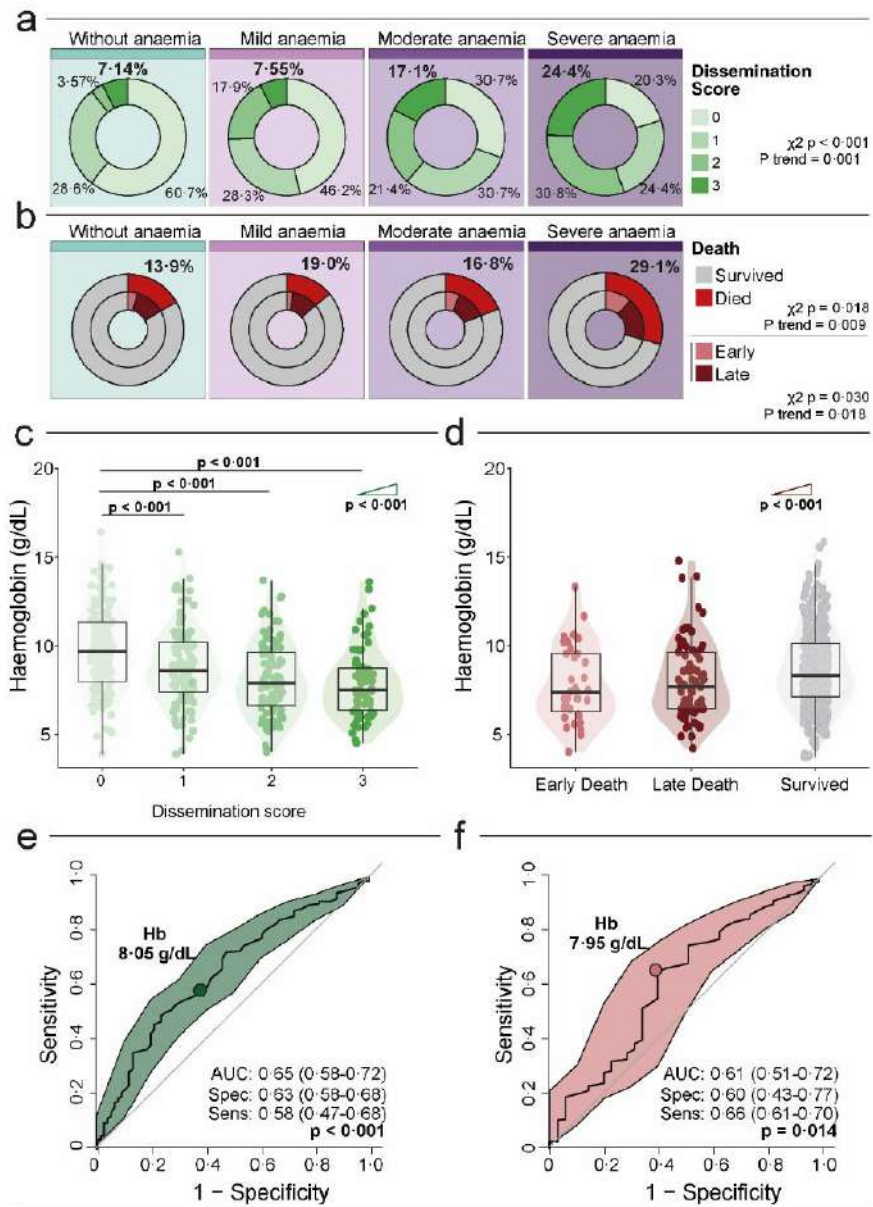 a
Without anaemia
Mild anaemia
Moderate anaemia
Severe anaemia
7·14%
3·57%
28·6%
60·7%
7·55%
17·9%
28·3%
46·2%
17·1%
30·7%
21·4%
30·7%
24·4%
20·3%
30·8%
24·4%
Dissemination
Score
0
1
2
3
χ2 p < 0·001
P trend = 0·001
b
Without anaemia
Mild anaemia
Moderate anaemia
Severe anaemia
13·9%
19·0%
16·8%
29·1%
Death
Survived
Died
χ2 p = 0·018
P trend = 0·009
Early
Late
χ2 p = 0·030
P trend = 0·018
c
Haemoglobin (g/dL)
20
15
10
5
p < 0·001
p < 0·001
p < 0·001
p < 0·001
0
1
2
3
Dissemination score
d
Haemoglobin (g/dL)
20
15
10
5
p < 0·001
Early Death
Late Death
Survived
e
Sensitivity
1·0
0·8
0·6
0·4
0·2
0
Hb
8·05 g/dL
AUC: 0·65 (0·58-0·72)
Spec: 0·63 (0·58-0·68)
Sens: 0·58 (0·47-0·68)
p < 0·001
0
0·2
0·4
0·6
0·8
1·0
1 − Specificity
f
Sensitivity
1·0
0·8
0·6
0·4
0·2
0
Hb
7·95 g/dL
AUC: 0·61 (0·51-0·72)
Spec: 0·60 (0·43-0·77)
Sens: 0·66 (0·61-0·70)
p = 0·014
0
0·2
0·4
0·6
0·8
1·0
1 − Specificity